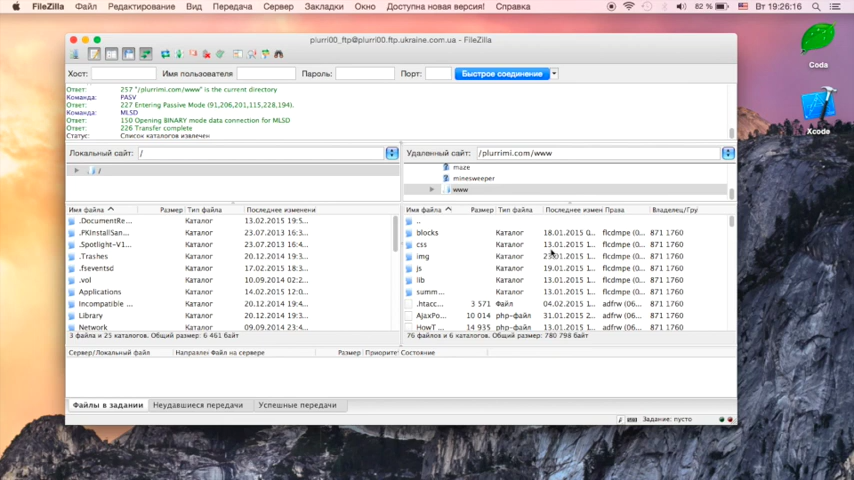 FileZilla Файл Редактирование Вид Передача Сервер Закладки Окно Доступна новая версия! Справка 82 % Вт 19:26:16
plurri00_ftp@plurri00.ftp.ukraine.com.ua - FileZilla
Хост: Имя пользователя Пароль: Порт: Быстрое соединение
Ответ: 257 "/plurrimi.com/www" is the current directory
Команда: PASV
Ответ: 227 Entering Passive Mode (91,206,201,115,228,194).
Команда: MLSD
Ответ: 150 Opening BINARY mode data connection for MLSD
Ответ: 226 Transfer complete
Статус: Список каталогов извлечен
Локальный сайт: /
Удаленный сайт: /plurrimi.com/www
/
maze
minesweeper
www
Имя файла Размер Тип файла Последнее изменени
.DocumentRe... Каталог 13.02.2015 19:5...
.PKInstallSan... Каталог 23.07.2013 16:3...
.Spotlight-V1... Каталог 23.07.2013 16:4...
.Trashes Каталог 20.12.2014 19:3...
.fseventsd Каталог 17.02.2015 18:3...
.vol Каталог 10.09.2014 02:2...
Applications Каталог 14.02.2015 11:2...
Incompatible ... Каталог 20.12.2014 19:4...
Library Каталог 20.12.2014 19:2...
Network Каталог 09.09.2014 23:4...
3 файла и 25 каталогов. Общий размер: 6 461 байт
Имя файла Размер Тип файла Последнее измен Права Владелец/Гру
..
blocks Каталог 18.01.2015 0... flcdmpe (0... 871 1760
css Каталог 13.01.2015 1... flcdmpe (0... 871 1760
img Каталог flcdmpe (0... 871 1760
js Каталог 19.01.2015 1... flcdmpe (0... 871 1760
lib Каталог 13.01.2015 1... flcdmpe (0... 871 1760
summ... Каталог 13.01.2015 1... flcdmpe (0... 871 1760
.htacc... 3 571 Файл 04.02.2015 1... adfrw (06... 871 1760
AjaxPo... 10 014 php-файл 31.01.2015 2... adfrw (06... 871 1760
HowT ... 14 935 php-файл 13.01.2015 1... adfrw (06... 871 1760
76 файлов и 6 каталогов. Общий размер: 780 798 байт
Сервер/Локальный файл Направлен Файл на сервере Размер Приоритет Состояние
Файлы в задании Неудавшиеся передачи Успешные передачи
Задание: пусто
Coda
Xcode